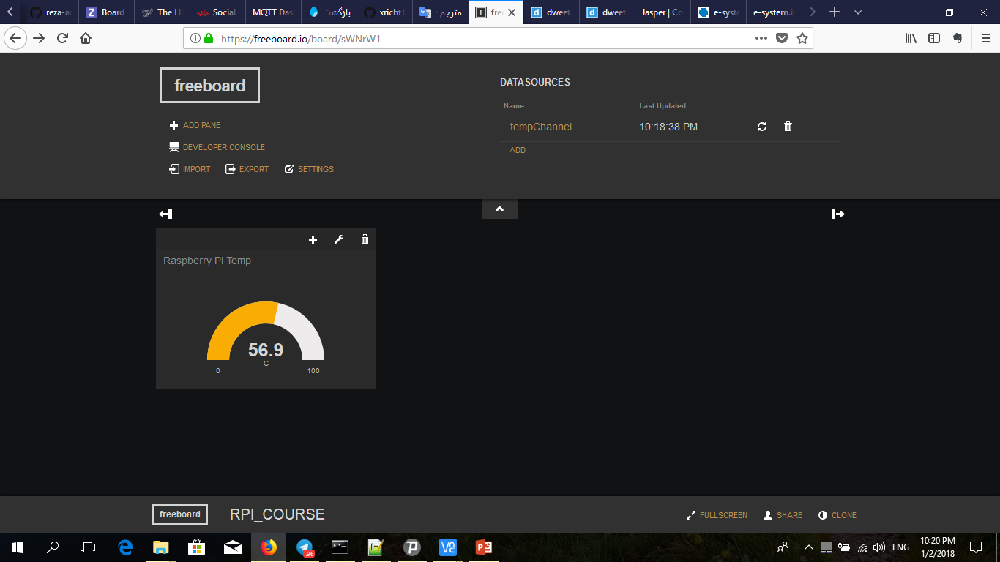 reza-a
Board
The Ll
Social
MQTT Das
بازگشت
xricht1
مترجم
free
dweet.
dweet.
Jasper | Co
e-syste
e-system.i
https://freeboard.io/board/sWNrW1
freeboard
ADD PANE
DEVELOPER CONSOLE
IMPORT EXPORT SETTINGS
DATASOURCES
Name Last Updated
tempChannel 10:18:38 PM
ADD
Raspberry Pi Temp
56.9
C
0 100
freeboard RPI_COURSE FULLSCREEN SHARE CLONE
96
ENG
10:20 PM
1/2/2018